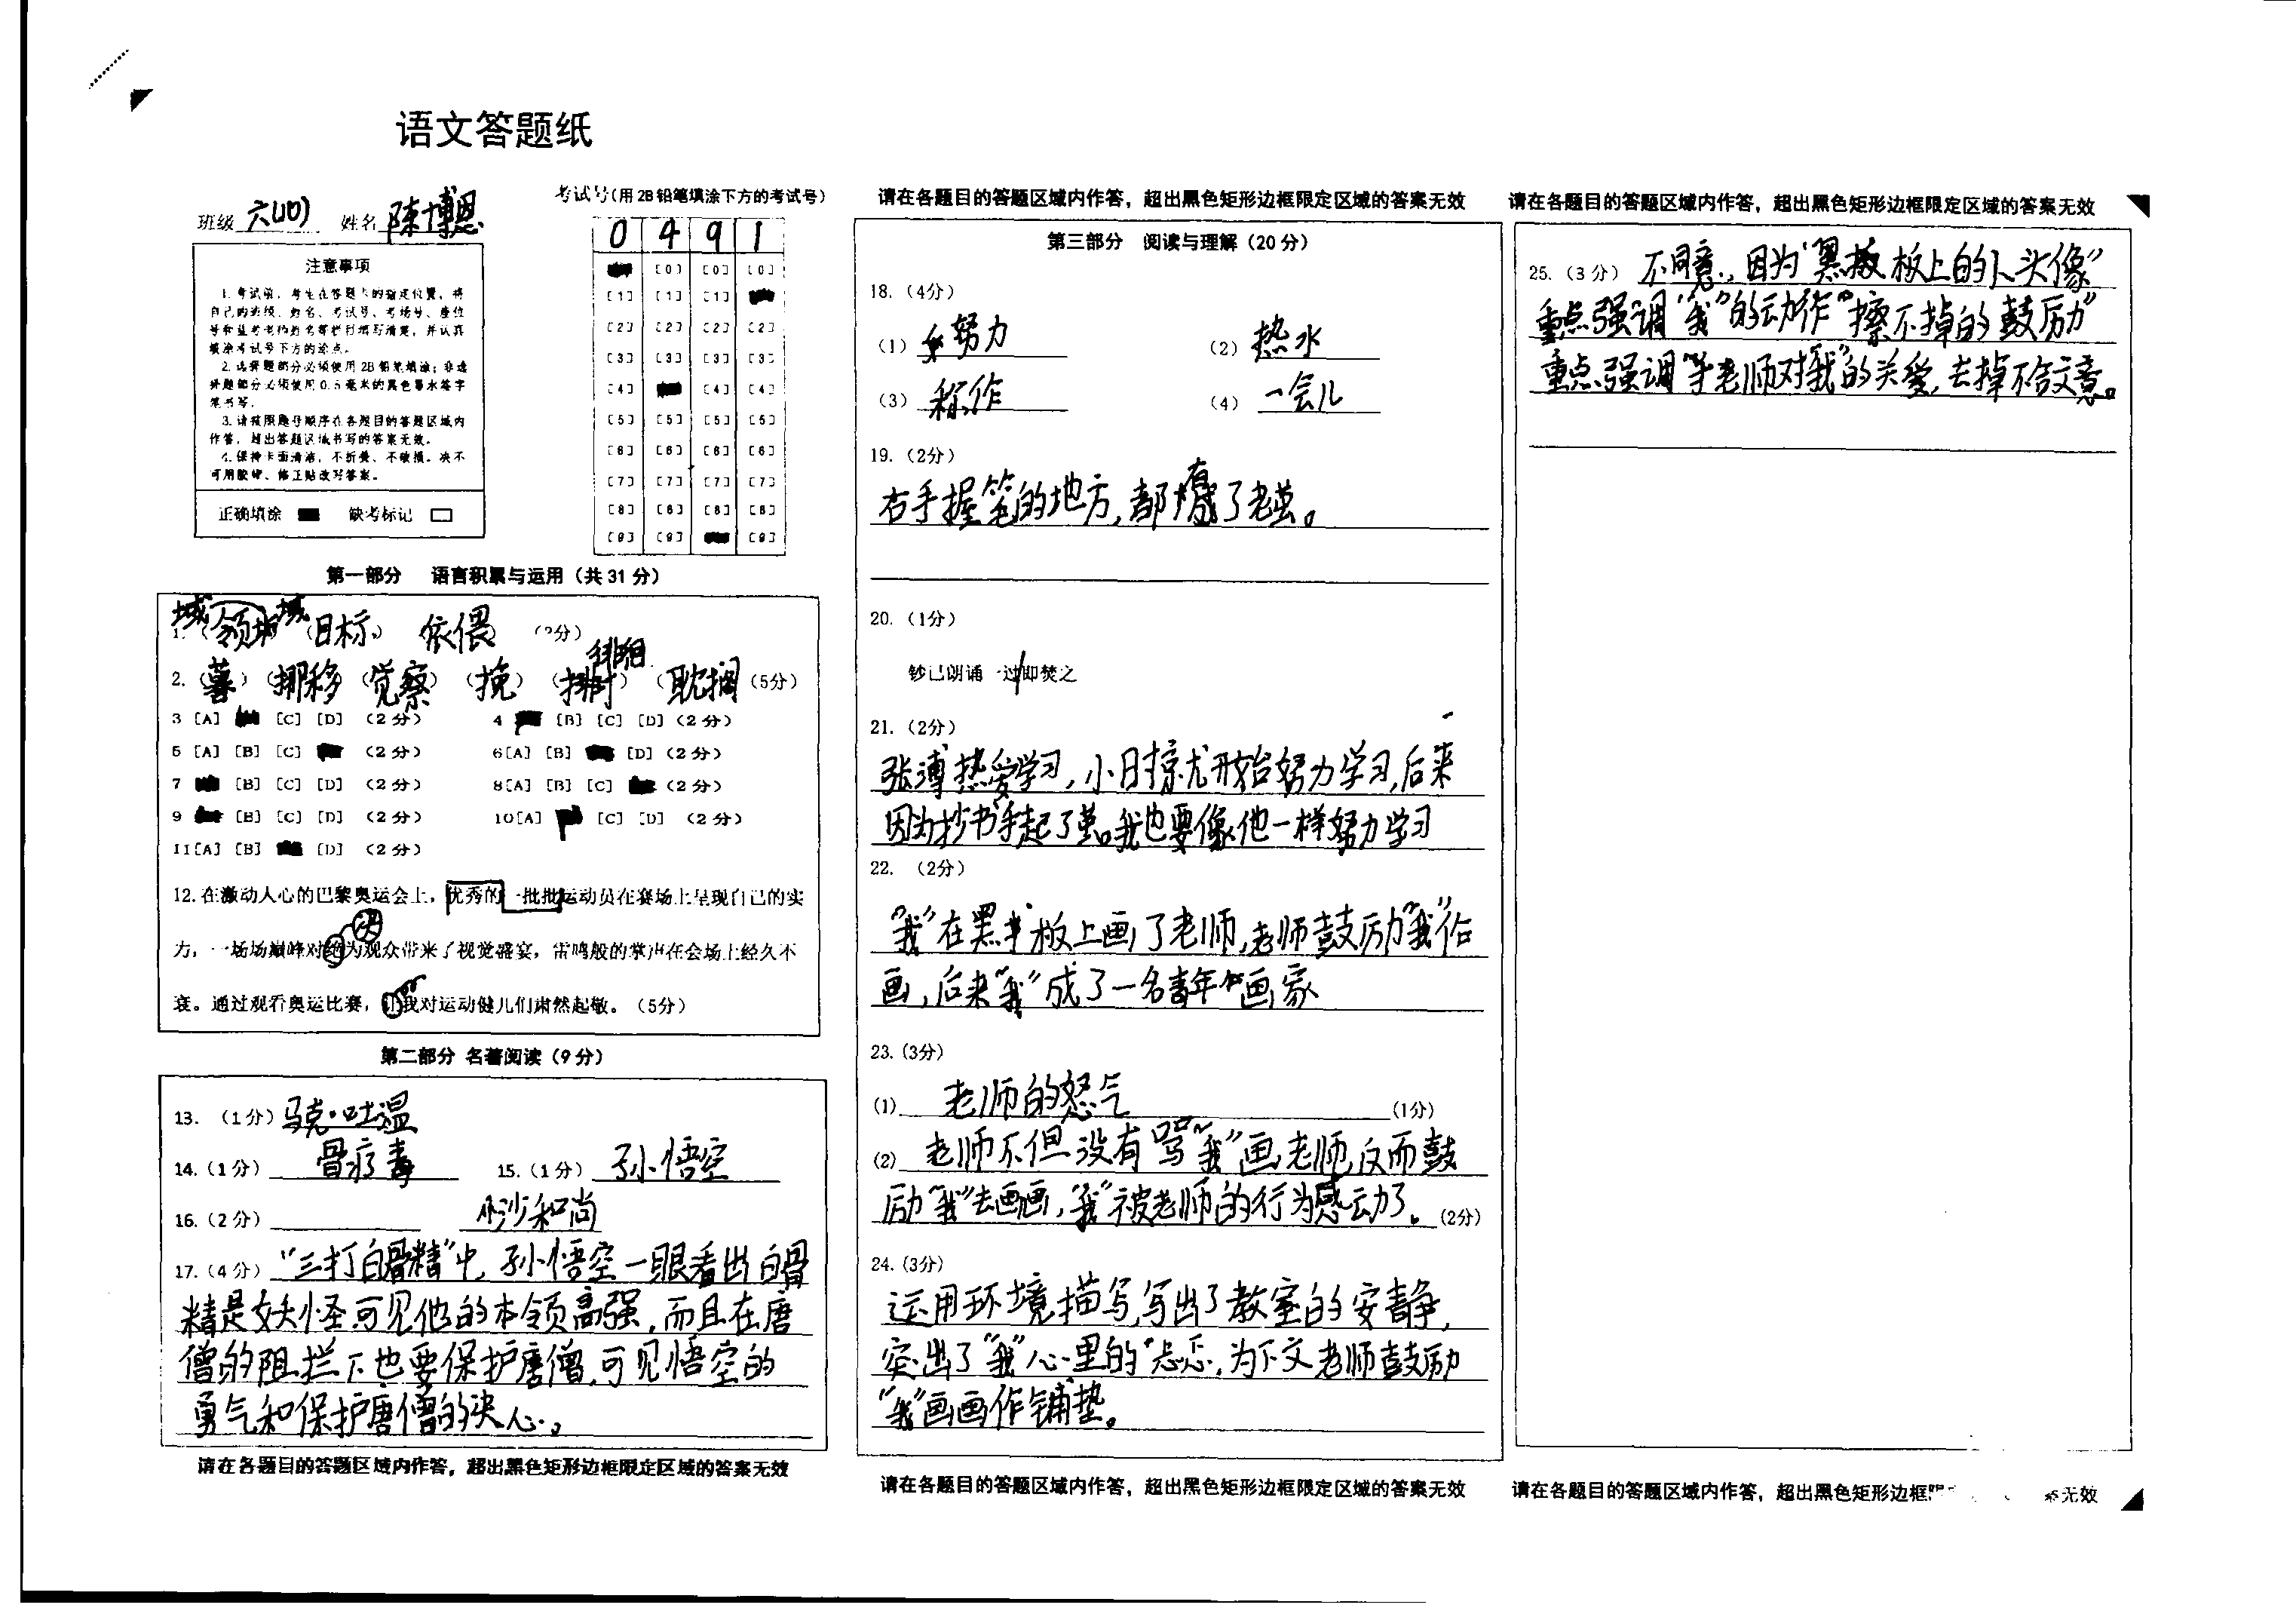 语文答题纸
班级 六(10) 姓名 陈博恩
考试号(用2B铅笔填涂下方的考试号)
0 4 9 1
注意事项
1.考试前,考生在答题卡的指定位置,将
自己的班级、姓名、考试号、考场号、座位
号和监考老师姓名等栏目填写清楚,并认真
填涂考试号下方的涂点。
2.选择题部分必须使用2B铅笔填涂;非选
择题部分必须使用0.5毫米的黑色墨水签字
笔书写。
3.请按照题号顺序在各题目的答题区域内
作答,超出答题区域书写的答案无效。
4.保持卡面清洁,不折叠、不破损。决不
可用胶带、修正贴改写答案。
正确填涂 缺考标记
[0] [0] [0]
[1] [1] [1]
[2] [2] [2] [2]
[3] [3] [3] [3]
[4] [4] [4]
[5] [5] [5] [5]
[6] [6] [6] [6]
[7] [7] [7] [7]
[8] [8] [8] [8]
[9] [9] [9]
第一部分 语言积累与运用(共31分)
1. (领域) (目标) 依偎
2. (暮) (挪移) (觉察) (挽) (徘徊) (耽搁) (5分)
3 [A] [C] [D] (2分) 4 [B] [C] [D] (2分)
5 [A] [B] [C] (2分) 6[A] [B] [D] (2分)
7 [B] [C] [D] (2分) 8[A] [B] [C] (2分)
9 [B] [C] [D] (2分) 10[A] [C] [D] (2分)
11[A] [B] [D] (2分)
12.在激动人心的巴黎奥运会上,优秀的一批批运动员在赛场上呈现自己的实
力,一场场巅峰对绝为观众带来了视觉盛宴,雷鸣般的掌声在会场上经久不
决
衰。通过观看奥运比赛,让我对运动健儿们肃然起敬。(5分)
第二部分 名著阅读(9分)
13. (1分) 马克·吐温
14.(1分) 骨疗毒 15.(1分) 孙悟空
16.(2分) 沙和尚
17.(4分) “三打白骨精”中,孙悟空一眼看出白骨
精是妖怪可见他的本领高强,而且在唐
僧的阻拦下也要保护唐僧,可见悟空的
勇气和保护唐僧的决心。
请在各题目的答题区域内作答,超出黑色矩形边框限定区域的答案无效
请在各题目的答题区域内作答,超出黑色矩形边框限定区域的答案无效
第三部分 阅读与理解(20分)
18.(4分)
(1) 努力 (2) 热水
(3) 称作 (4) 一会儿
19.(2分)
右手握笔的地方,都有了老茧。
20.(1分)
钞已朗诵一过/即焚之
21.(2分)
张溥热爱学习,小时候就开始努力学习,后来
因为抄书手起了茧。我也要像他一样努力学习
22. (2分)
“我”在黑板上画了老师,老师鼓励“我”作
画,后来“我”成了一名青年画家
23.(3分)
(1) 老师的怒气 (1分)
(2) 老师不但没有骂“我”画老师,反而鼓
励“我”去画画,“我”被老师的行为感动了。 (2分)
24.(3分)
运用环境描写,写出了教室的安静,
突出了“我”心里的忐忑,为下文老师鼓励
“我”画画作铺垫。
请在各题目的答题区域内作答,超出黑色矩形边框限定区域的答案无效
请在各题目的答题区域内作答,超出黑色矩形边框限定区域的答案无效
25.(3分) 不同意,因为“黑板上的人头像”
重点强调“我”的动作“擦不掉的鼓励”
重点强调老师对“我”的关爱,去掉不合文意。
请在各题目的答题区域内作答,超出黑色矩形边框 无效